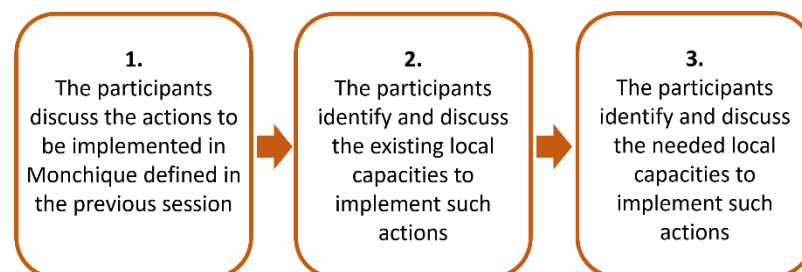 1.
The participants
discuss the actions to
be implemented in
Monchique defined in
the previous session
2.
The participants
identify and discuss
the existing local
capacities to
implement such
actions
3.
The participants
identify and discuss
the needed local
capacities to
implement such
actions